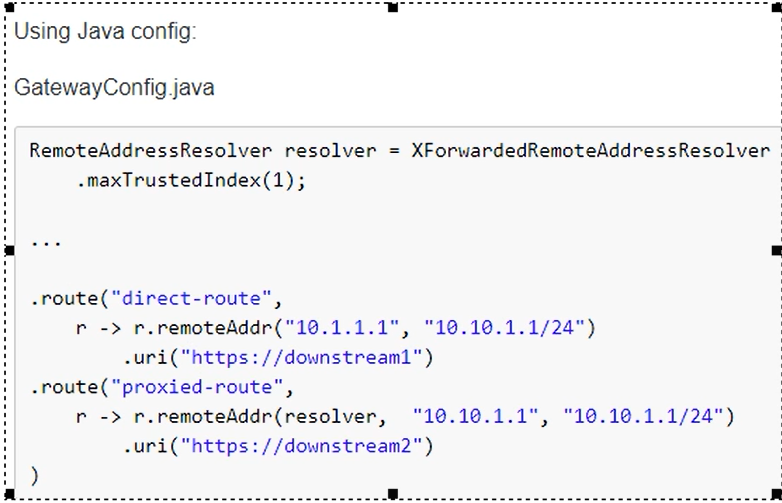 Using Java config:
GatewayConfig.java
RemoteAddressResolver resolver = XForwardedRemoteAddressResolver
    .maxTrustedIndex(1);
...
.route("direct-route",
    r -> r.remoteAddr("10.1.1.1", "10.10.1.1/24")
        .uri("https://downstream1")
.route("proxied-route",
    r -> r.remoteAddr(resolver,  "10.10.1.1", "10.10.1.1/24")
        .uri("https://downstream2")
)